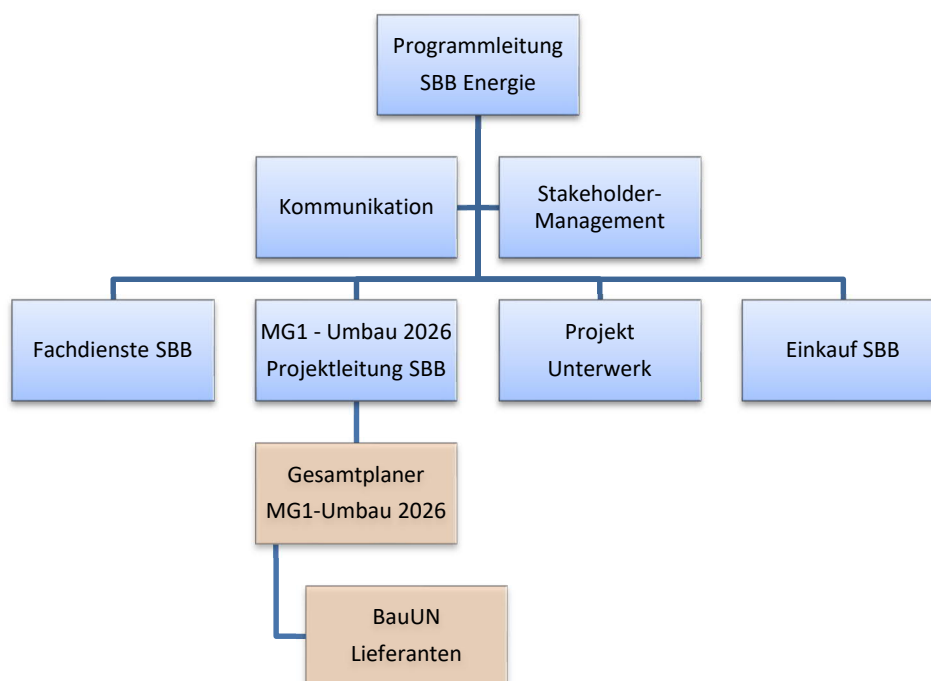 Programmleitung
SBB Energie
Kommunikation
Stakeholder-
Management
Fachdienste SBB
MG1 - Umbau 2026
Projektleitung SBB
Projekt
Unterwerk
Einkauf SBB
Gesamtplaner
MG1-Umbau 2026
BauUN
Lieferanten